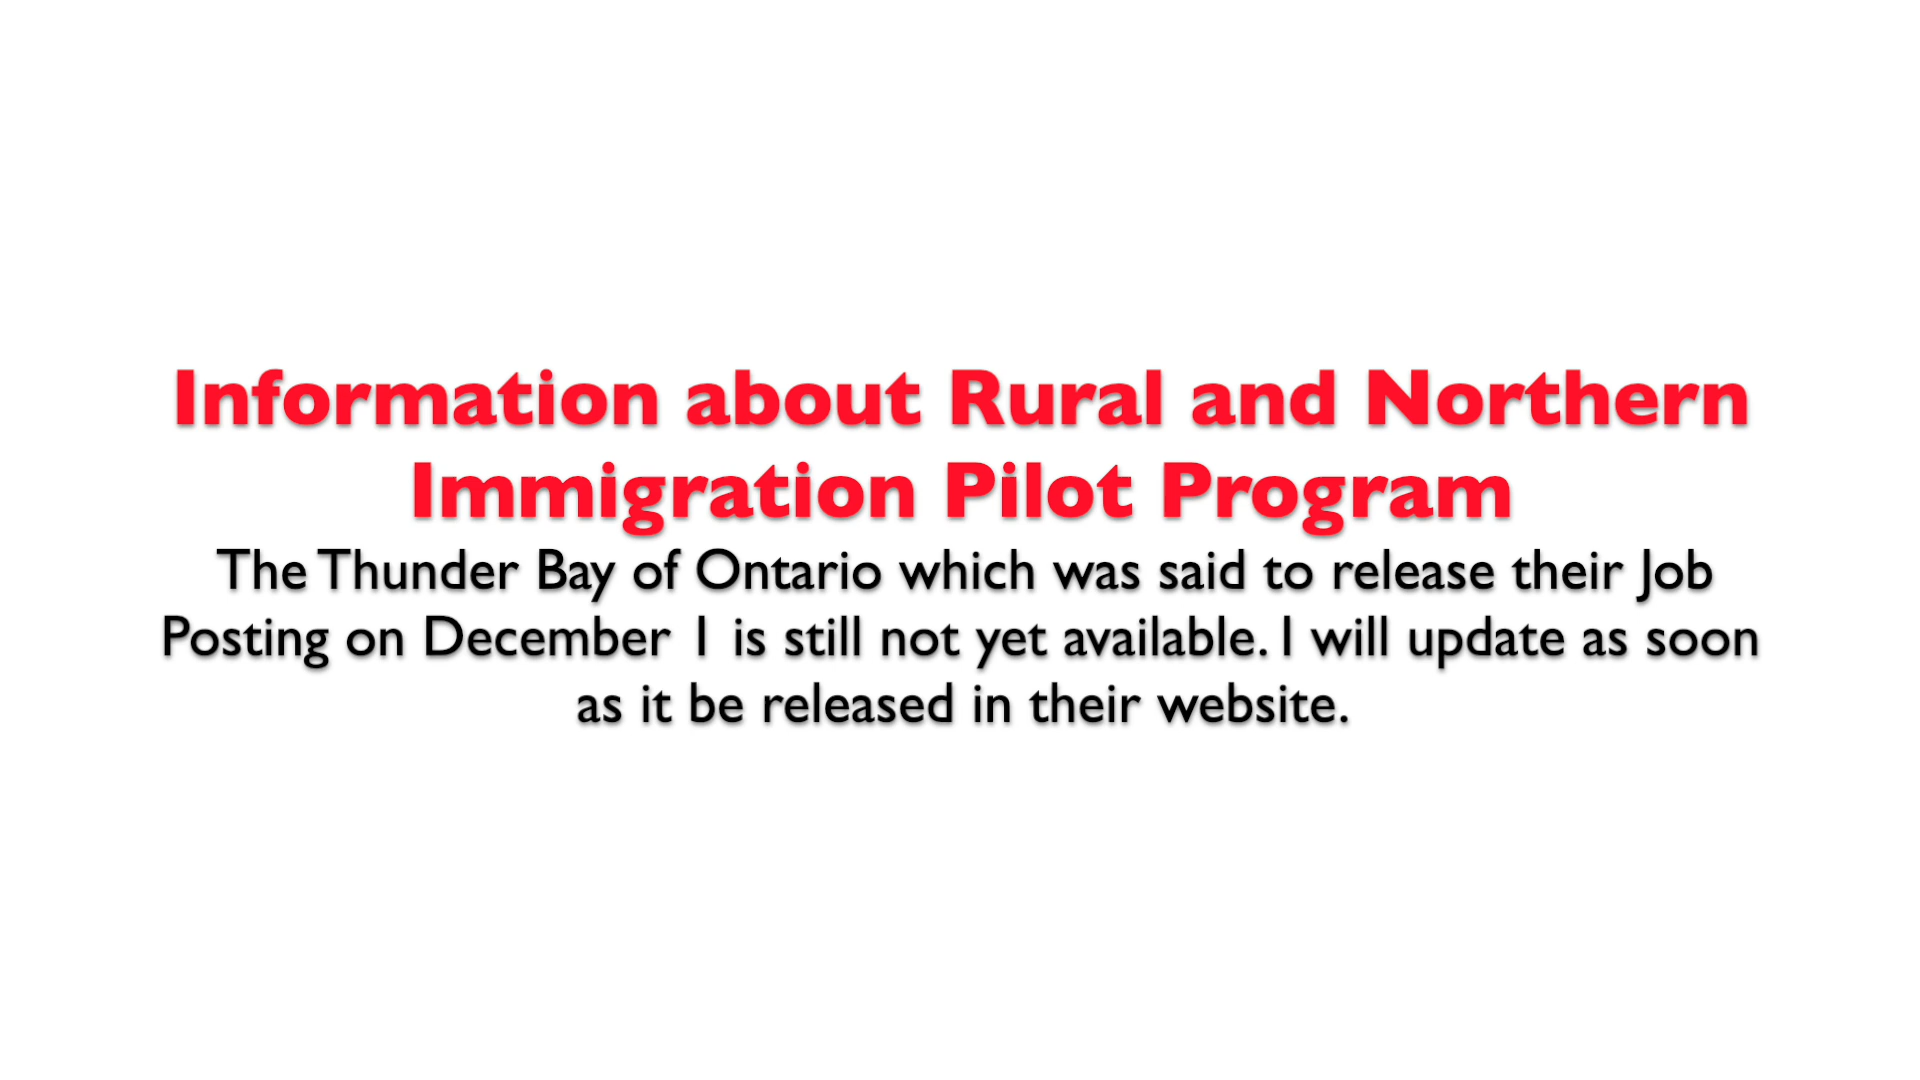 Information about Rural and Northern
Immigration Pilot Program
The Thunder Bay of Ontario which was said to release their Job
Posting on December 1 is still not yet available. I will update as soon
as it be released in their website.